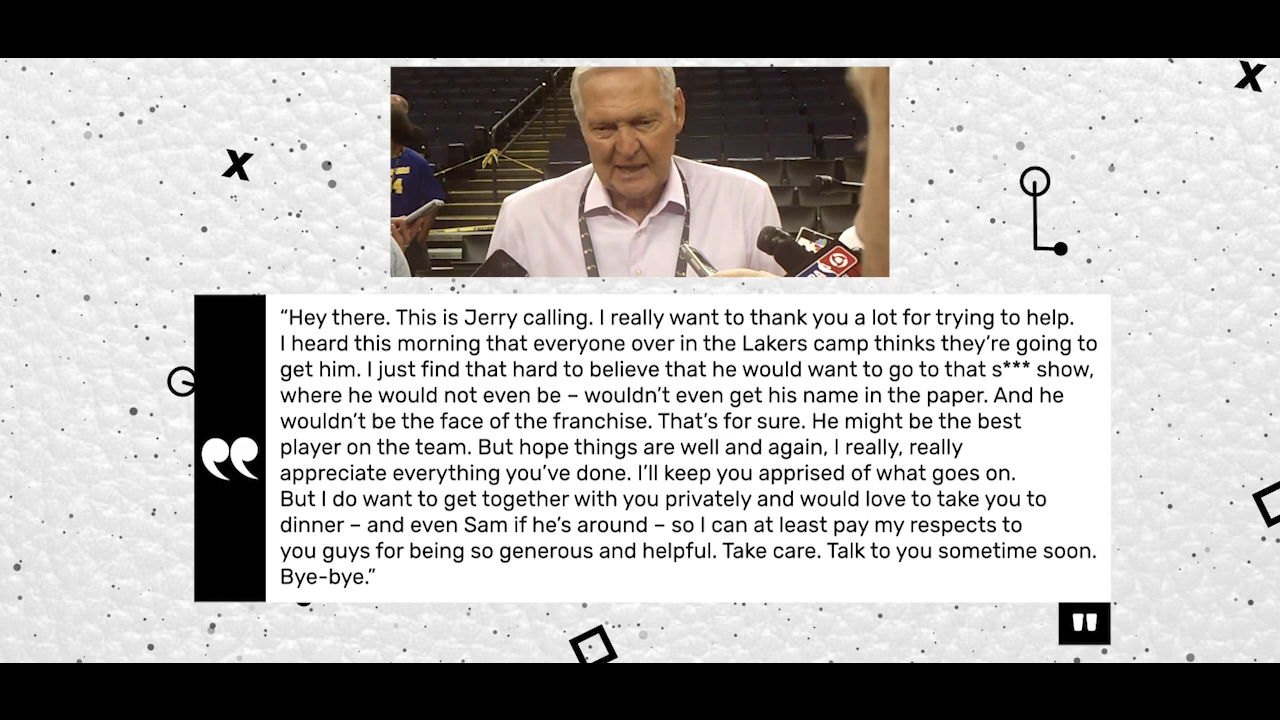 “Hey there. This is Jerry calling. I really want to thank you a lot for trying to help.
I heard this morning that everyone over in the Lakers camp thinks they’re going to
get him. I just find that hard to believe that he would want to go to that s*** show,
where he would not even be – wouldn’t even get his name in the paper. And he
wouldn’t be the face of the franchise. That’s for sure. He might be the best
player on the team. But hope things are well and again, I really, really
appreciate everything you’ve done. I’ll keep you apprised of what goes on.
But I do want to get together with you privately and would love to take you to
dinner – and even Sam if he’s around – so I can at least pay my respects to
you guys for being so generous and helpful. Take care. Talk to you sometime soon.
Bye-bye.”